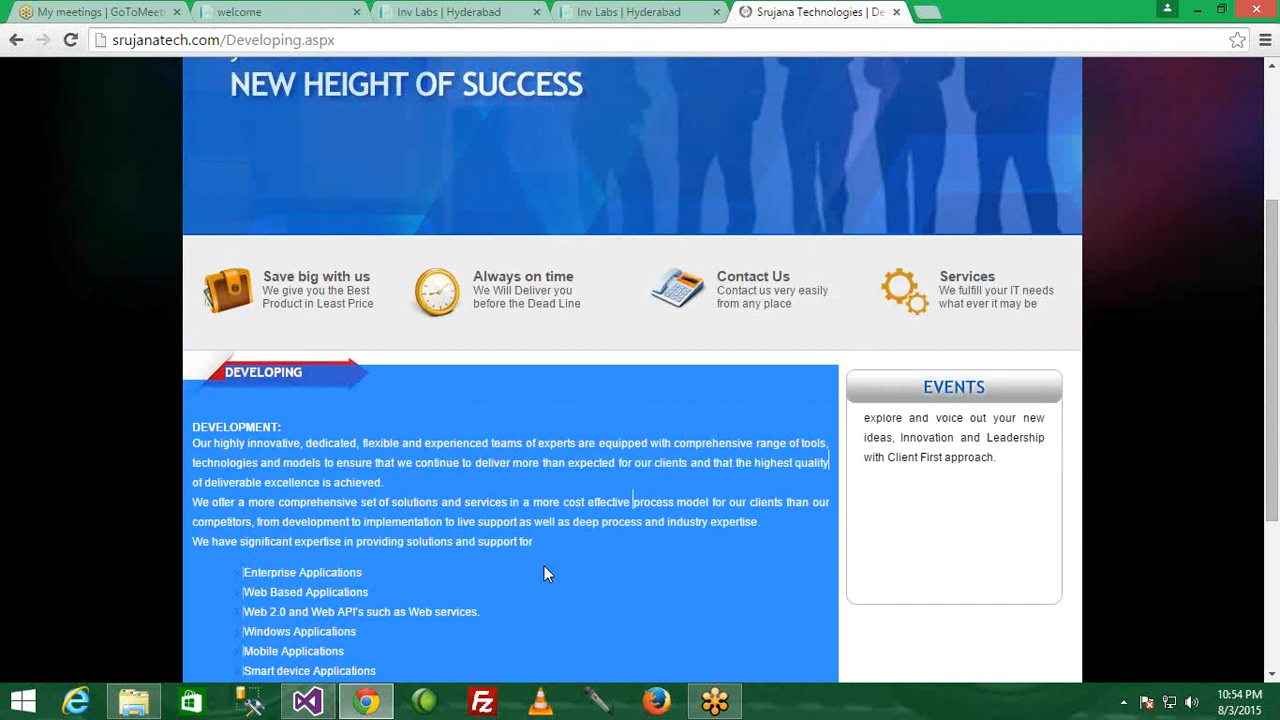 My meetings | GoToMeeti
welcome
Inv Labs | Hyderabad
Inv Labs | Hyderabad
Srujana Technologies | De
srujanatech.com/Developing.aspx
NEW HEIGHT OF SUCCESS
Save big with us
We give you the Best
Product in Least Price
Always on time
We Will Deliver you
before the Dead Line
Contact Us
Contact us very easily
from any place
Services
We fulfill your IT needs
what ever it may be
DEVELOPING
DEVELOPMENT:
Our highly innovative, dedicated, flexible and experienced teams of experts are equipped with comprehensive range of tools,
technologies and models to ensure that we continue to deliver more than expected for our clients and that the highest quality
of deliverable excellence is achieved.
We offer a more comprehensive set of solutions and services in a more cost effective process model for our clients than our
competitors, from development to implementation to live support as well as deep process and industry expertise.
We have significant expertise in providing solutions and support for
Enterprise Applications
Web Based Applications
Web 2.0 and Web API's such as Web services.
Windows Applications
Mobile Applications
Smart device Applications
EVENTS
explore and voice out your new
ideas, Innovation and Leadership
with Client First approach.
10:54 PM
8/3/2015